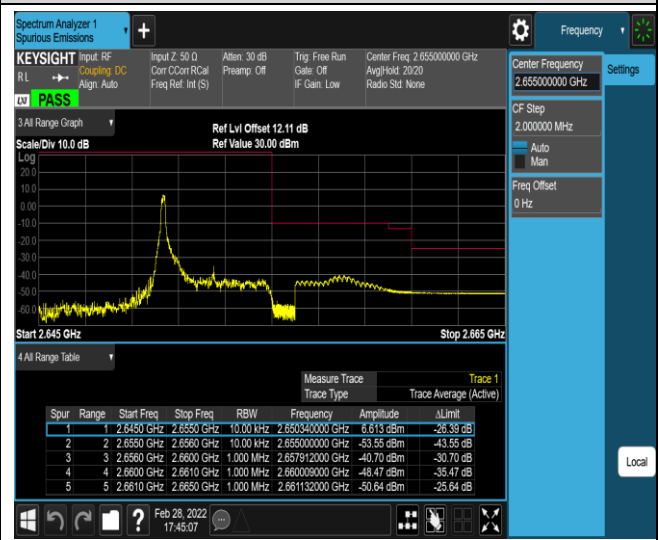 Spectrum Analyzer 1
Spurious Emissions
Frequency
KEYSIGHT Input: RF Input Z: 50 Ω Atten: 30 dB Trig: Free Run Center Freq: 2.655000000 GHz
RL Coupling: DC Corr CCorr RCal Preamp: Off Gate: Off Avg|Hold: 20/20
Align: Auto Freq Ref: Int (S) IF Gain: Low Radio Std: None
LXI PASS
Center Frequency
2.655000000 GHz
Settings
CF Step
2.000000 MHz
Auto
Man
Freq Offset
0 Hz
3 All Range Graph
Ref Lvl Offset 12.11 dB
Scale/Div 10.0 dB Ref Value 30.00 dBm
Log
20.0
10.0
0.00
-10.0
-20.0
-30.0
-40.0
-50.0
-60.0
Start 2.645 GHz Stop 2.665 GHz
4 All Range Table
Measure Trace Trace 1
Trace Type Trace Average (Active)
Spur Range Start Freq Stop Freq RBW Frequency Amplitude ΔLimit
1 1 2.6450 GHz 2.6550 GHz 10.00 kHz 2.650340000 GHz 6.613 dBm -26.39 dB
2 2 2.6550 GHz 2.6560 GHz 10.00 kHz 2.655000000 GHz -53.55 dBm -43.55 dB
3 3 2.6560 GHz 2.6600 GHz 1.000 MHz 2.657912000 GHz -40.70 dBm -30.70 dB
4 4 2.6600 GHz 2.6610 GHz 1.000 MHz 2.660009000 GHz -48.47 dBm -35.47 dB
5 5 2.6610 GHz 2.6650 GHz 1.000 MHz 2.661132000 GHz -50.64 dBm -25.64 dB
Local
Feb 28, 2022
17:45:07